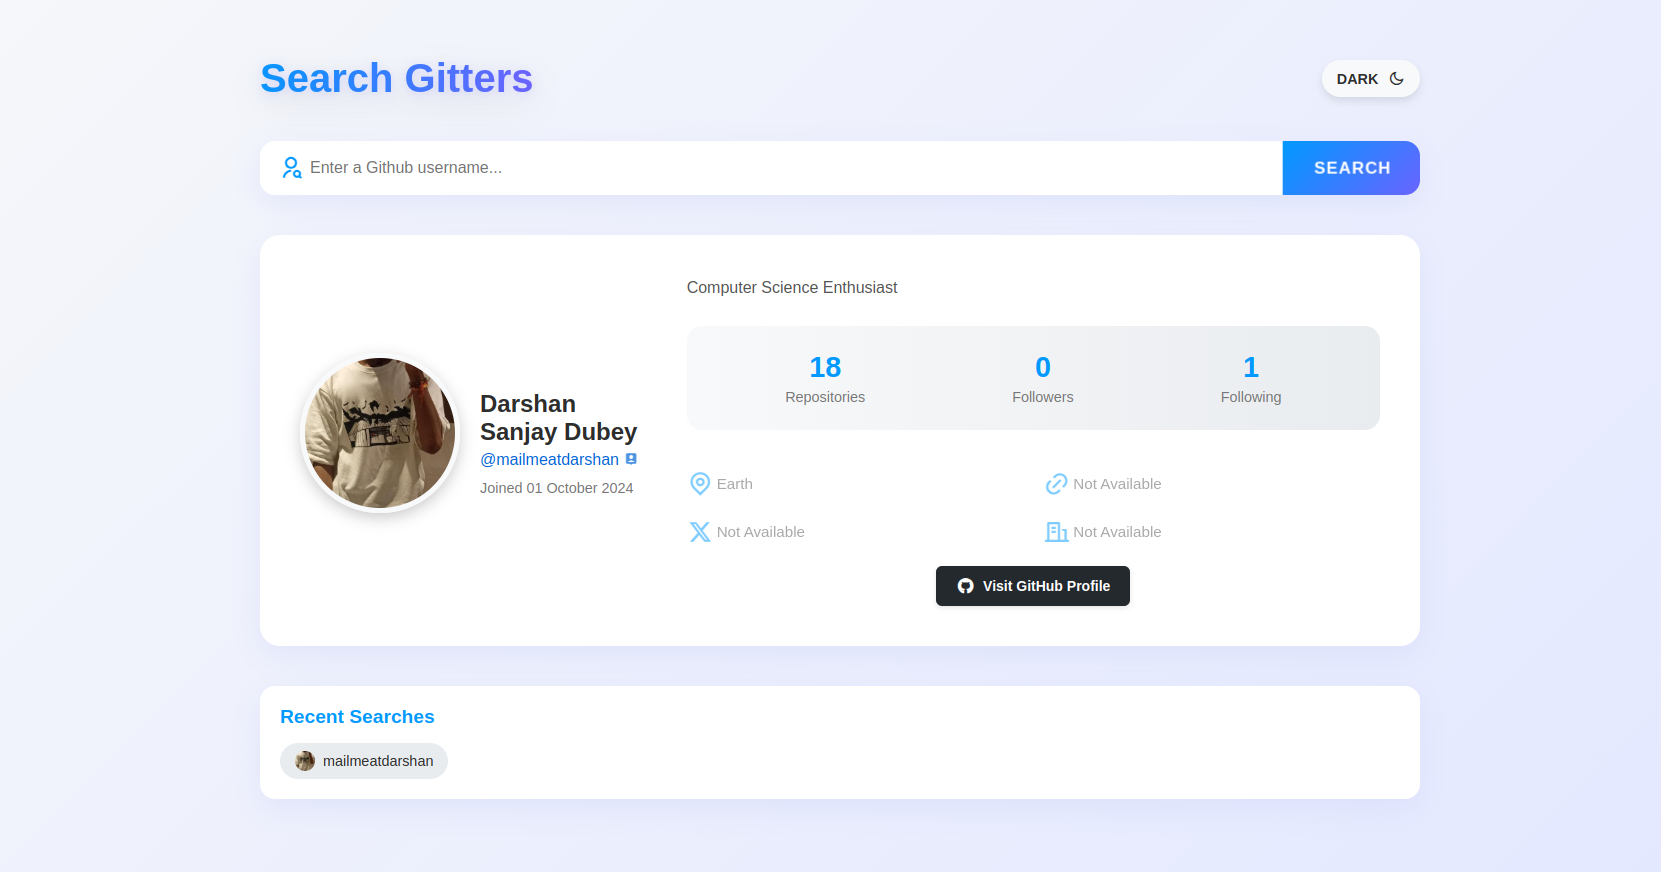 Search Gitters
DARK
Enter a Github username...
SEARCH
Computer Science Enthusiast
18
Repositories
0
Followers
1
Following
Darshan
Sanjay Dubey
@mailmeatdarshan
Joined 01 October 2024
Earth
Not Available
Not Available
Not Available
Visit GitHub Profile
Recent Searches
mailmeatdarshan